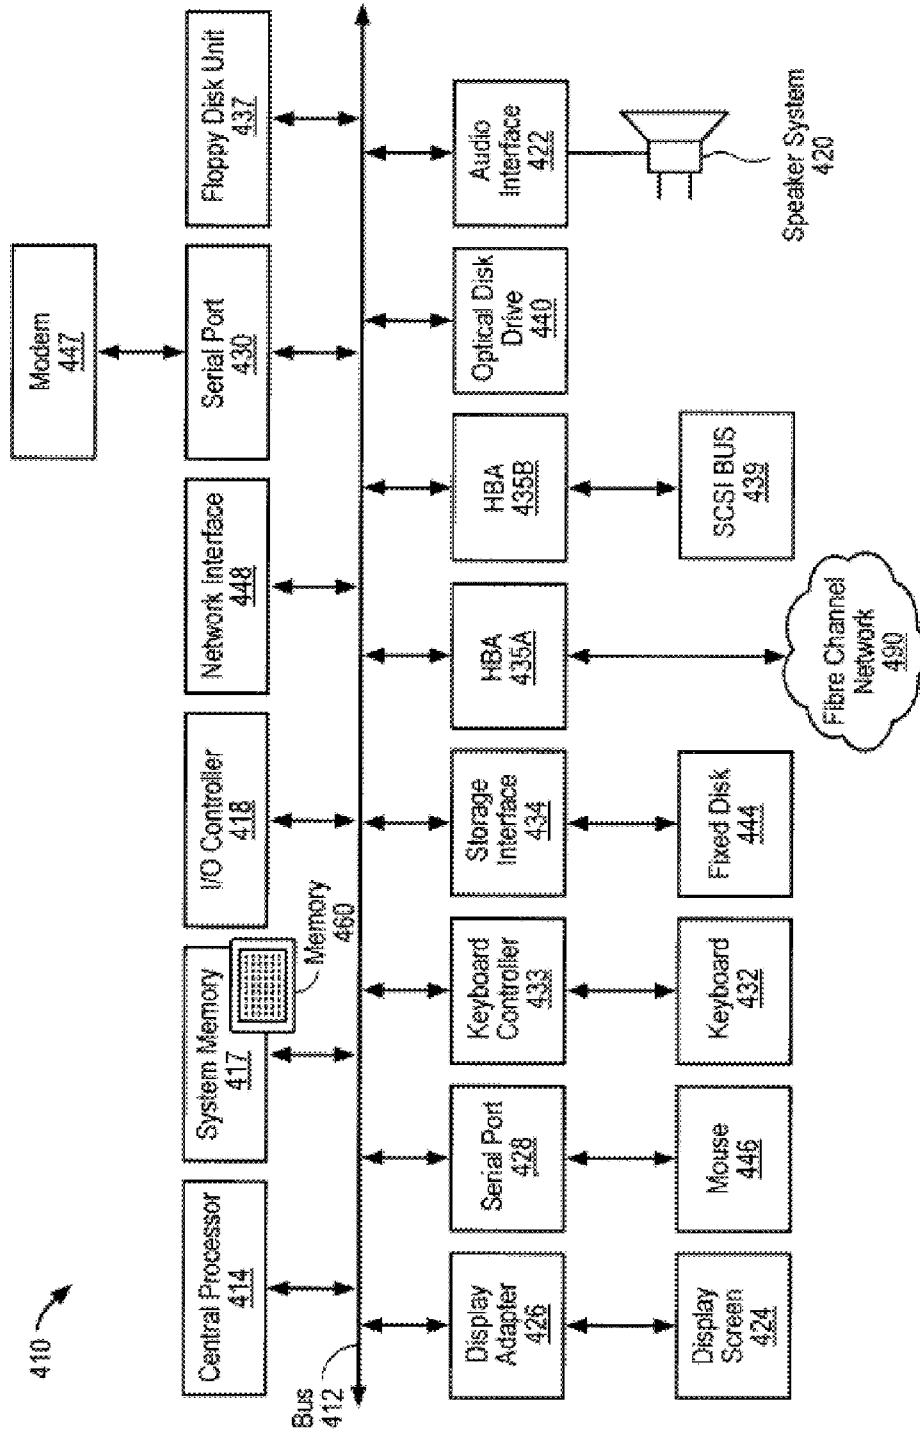 410
Modem
447
Central Processor
414
System Memory
417
I/O Controller
418
Network Interface
448
Serial Port
430
Floppy Disk Unit
437
Memory
460
Bus
412
Display
Adapter
426
Serial Port
428
Keyboard
Controller
433
Storage
Interface
434
HBA
435A
HBA
435B
Optical Disk
Drive
440
Audio
Interface
422
Display
Screen
424
Mouse
446
Keyboard
432
Fixed Disk
444
Fibre Channel
Network
490
SCSI BUS
439
Speaker System
420